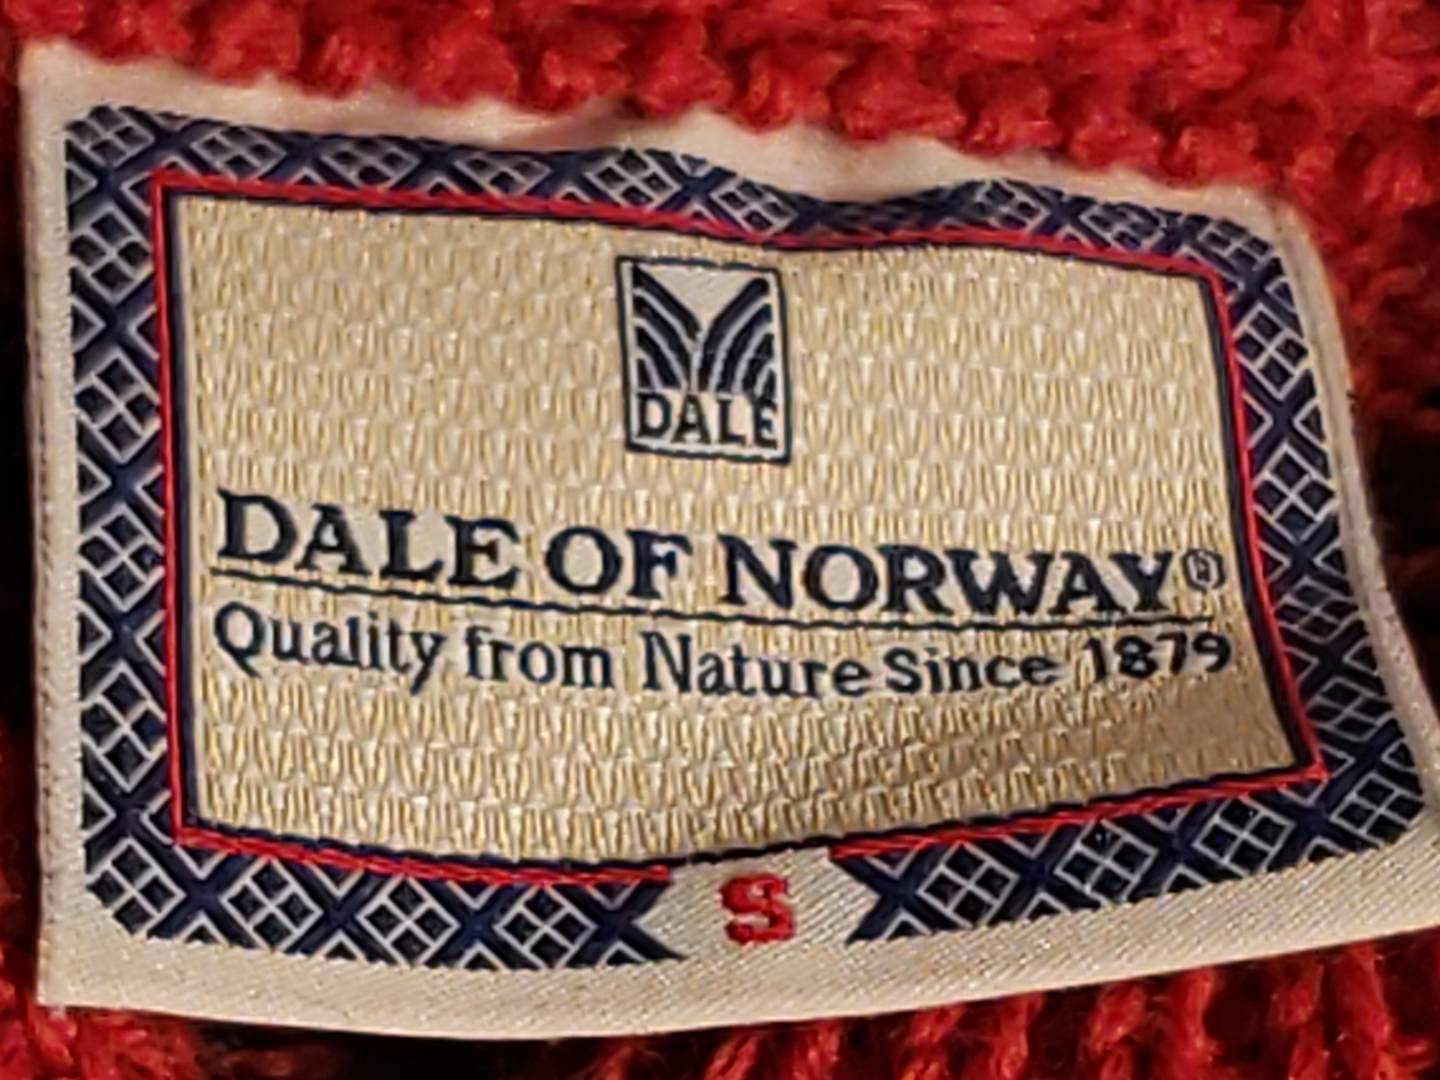 DALE
DALE OF NORWAY®
Quality from Nature Since 1879
S